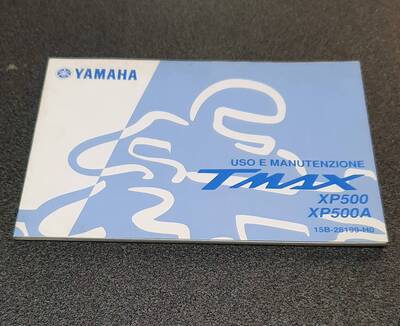 YAMAHA
USO E MANUTENZIONE
TMAX
XP500
XP500A
15B-28199-H0